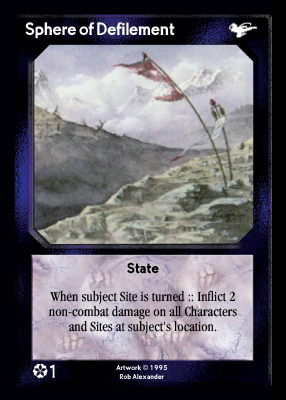 Sphere of Defilement
State
When subject Site is turned :: Inflict 2
non-combat damage on all Characters
and Sites at subject's location.
1
Artwork © 1995
Rob Alexander